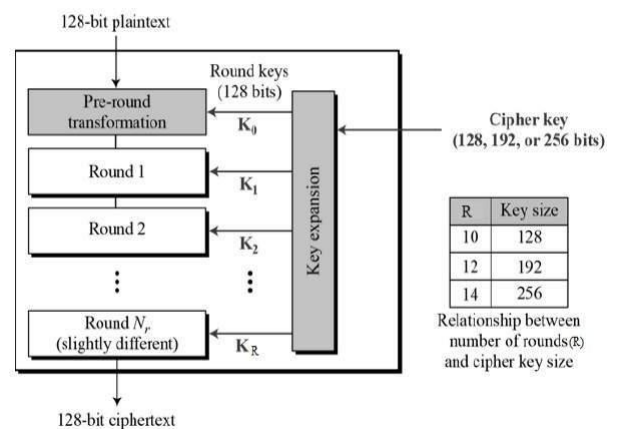 128-bit plaintext
Round keys
(128 bits)
Pre-round
transformation
K₀
Cipher key
(128, 192, or 256 bits)
Round 1
K₁
Key expansion
Round 2
K₂
R Key size
10 128
12 192
14 256
Relationship between
number of rounds(R)
and cipher key size
Round Nᵣ
(slightly different)
K_R
128-bit ciphertext